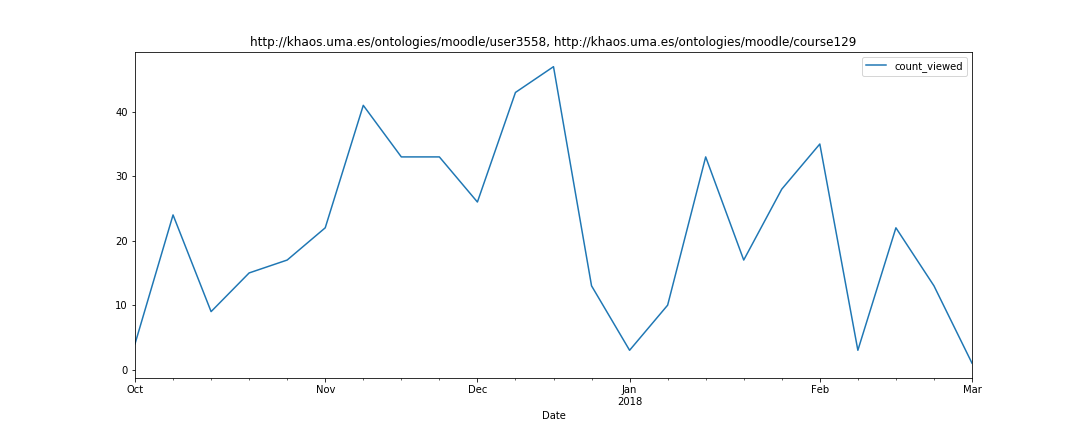 http://khaos.uma.es/ontologies/moodle/user3558, http://khaos.uma.es/ontologies/moodle/course129
count_viewed
40
30
20
10
0
Oct Nov Dec Jan Feb Mar
2018
Date